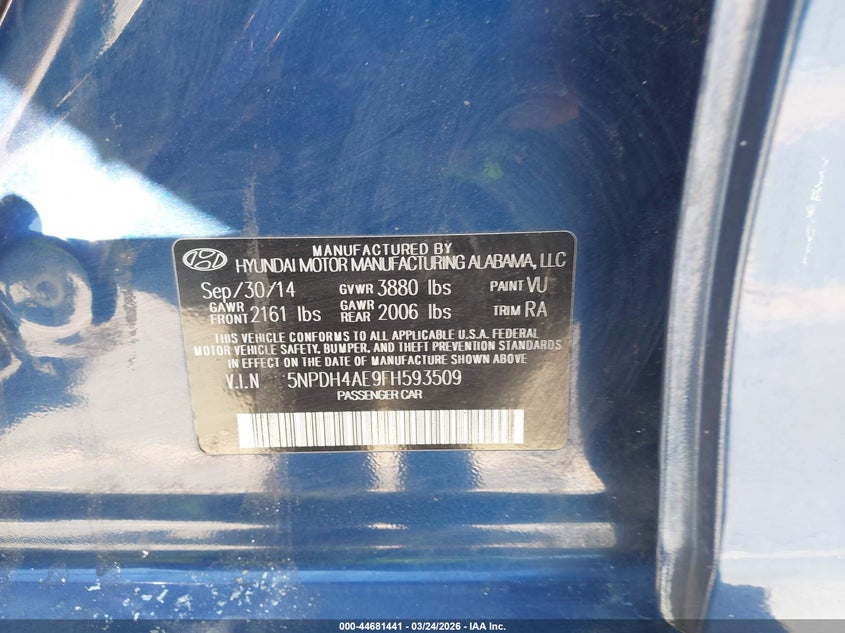 MANUFACTURED BY
HYUNDAI MOTOR MANUFACTURING ALABAMA, LLC
Sep/30/14 GVWR 3880 lbs PAINT VU
GAWR FRONT 2161 lbs GAWR REAR 2006 lbs TRIM RA
THIS VEHICLE CONFORMS TO ALL APPLICABLE U.S.A. FEDERAL
MOTOR VEHICLE SAFETY, BUMPER, AND THEFT PREVENTION STANDARDS
IN EFFECT ON THE DATE OF MANUFACTURE SHOWN ABOVE
V.I.N 5NPDH4AE9FH593509
PASSENGER CAR
000-44681441 — 03/24/2026 — IAA Inc.